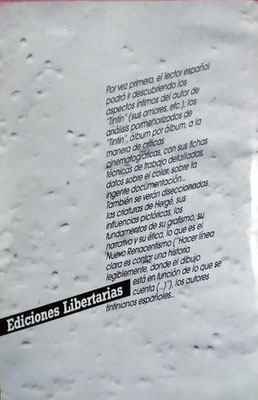 Por vez primera, el lector español
podrá ir descubriendo los
aspectos íntimos del autor de
"Tintín" (sus amores, etc.); los
análisis pormenorizados de
"Tintín", álbum por álbum, a la
manera de críticas
cinematográficas, con sus fichas
técnicas de trabajo detalladas,
datos sobre el color, sobre la
ingente documentación...
También se verán diseccionadas,
las criaturas de Hergé, sus
influencias pictóricas, los
fundamentos de su grafismo, su
narrativa y su ética, lo que es el
Nuevo Renacentismo ("Hacer línea
clara es contar una historia
legiblemente, donde el dibujo
está en función de lo que se
cuenta (...)"), los autores
tintinianos españoles...
Ediciones Libertarias